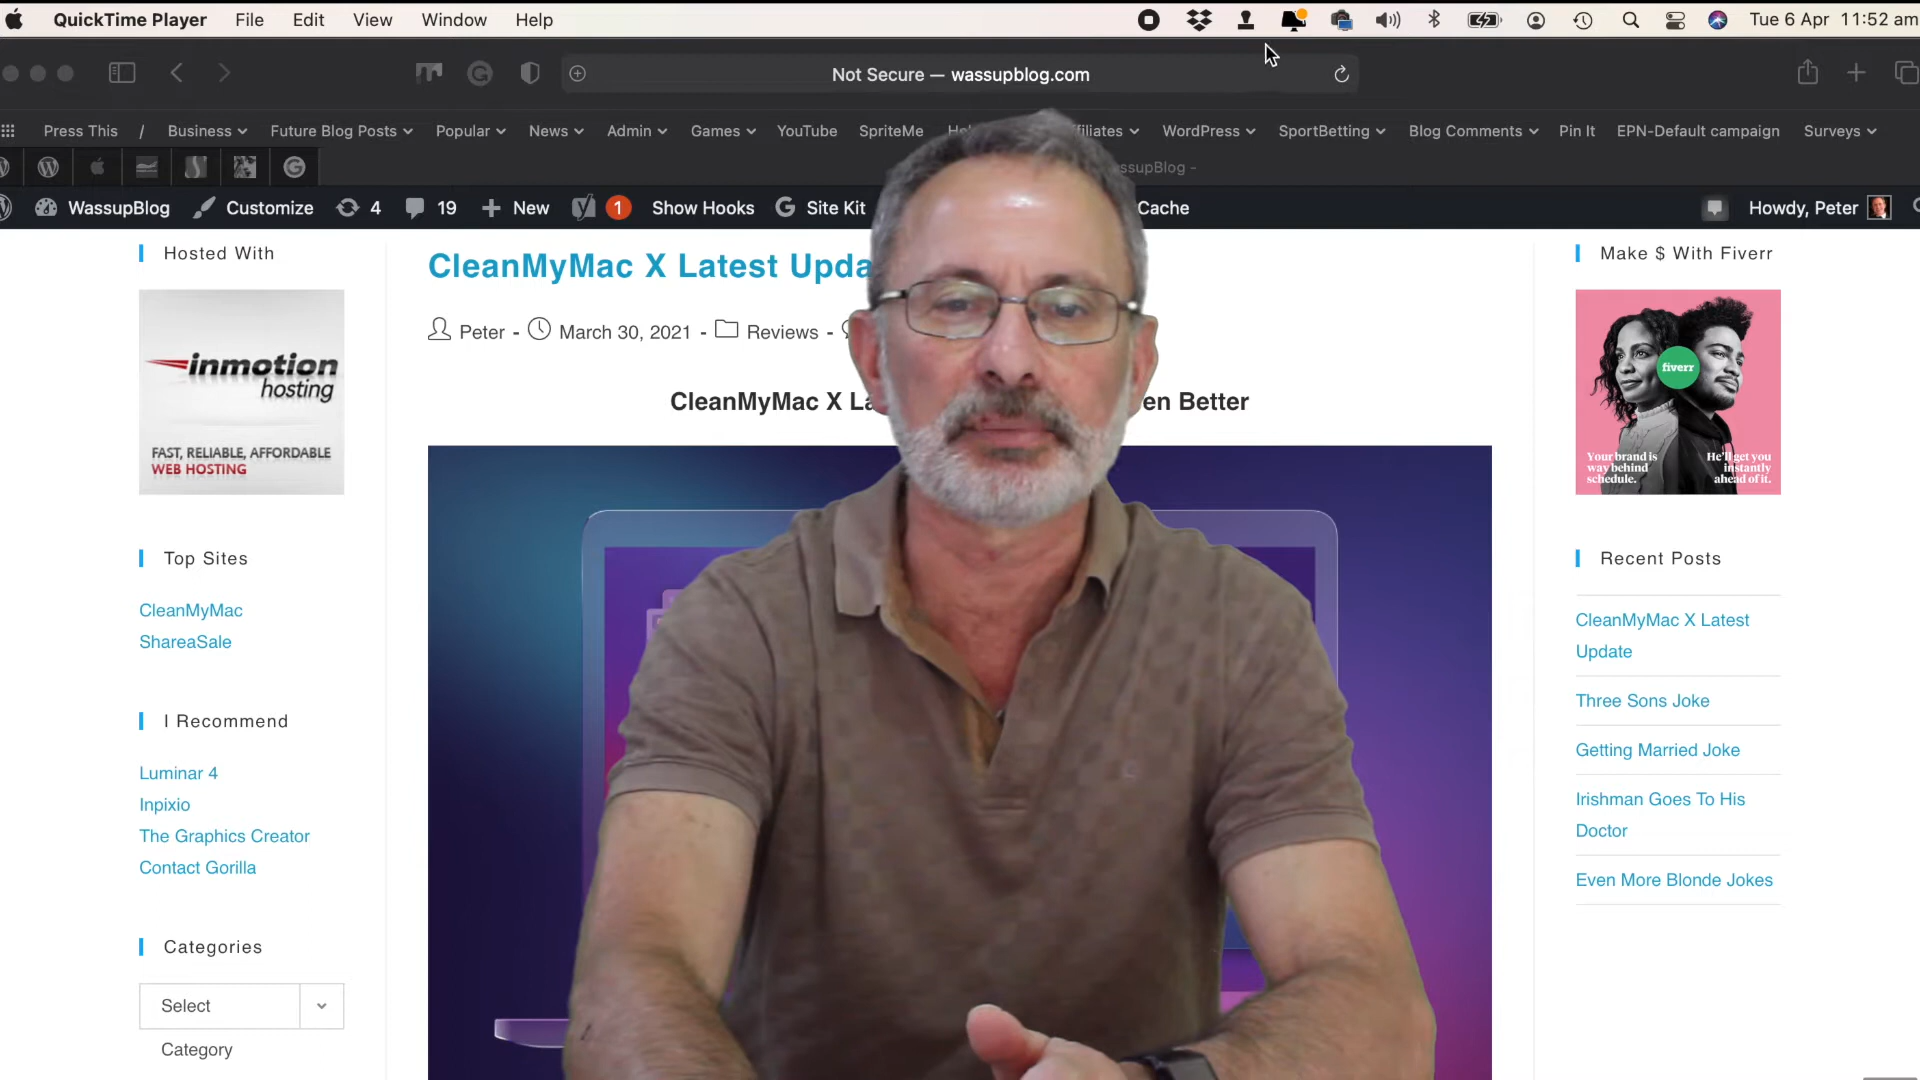 QuickTime Player File Edit View Window Help Tue 6 Apr 11:52 am
Not Secure — wassupblog.com
Press This / Business Future Blog Posts Popular News Admin Games YouTube SpriteMe WordPress SportBetting Blog Comments Pin It EPN-Default campaign Surveys
ssupBlog -
WassupBlog Customize 4 19 New 1 Show Hooks Site Kit Cache Howdy, Peter
Hosted With
inmotion
hosting
FAST, RELIABLE, AFFORDABLE
WEB HOSTING
Top Sites
CleanMyMac
ShareaSale
I Recommend
Luminar 4
Inpixio
The Graphics Creator
Contact Gorilla
Categories
Select
Category
CleanMyMac X Latest Upda
Peter - March 30, 2021 - Reviews -
CleanMyMac X La en Better
Make $ With Fiverr
fiverr
Your brand is
way behind
schedule.
He'll get you
instantly
ahead of it.
Recent Posts
CleanMyMac X Latest
Update
Three Sons Joke
Getting Married Joke
Irishman Goes To His
Doctor
Even More Blonde Jokes